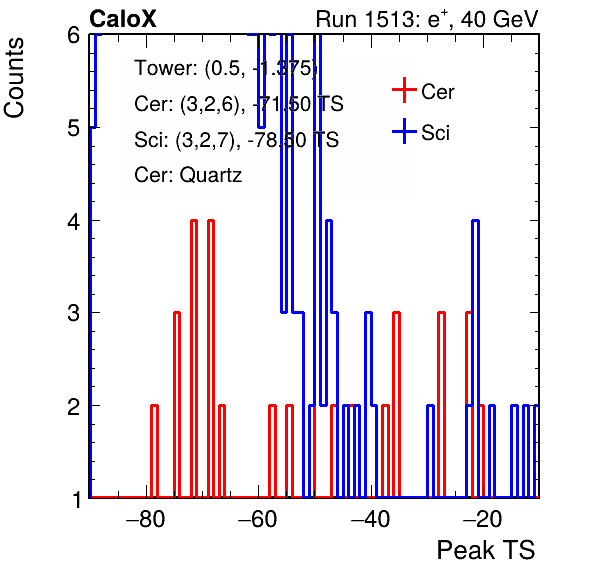 CaloX Run 1513: e⁺, 40 GeV
Counts
Tower: (0.5, -1.375)
Cer: (3,2,6), -71.50 TS
Sci: (3,2,7), -78.50 TS
Cer: Quartz
Cer
Sci
6
5
4
3
2
1
−80 −60 −40 −20
Peak TS